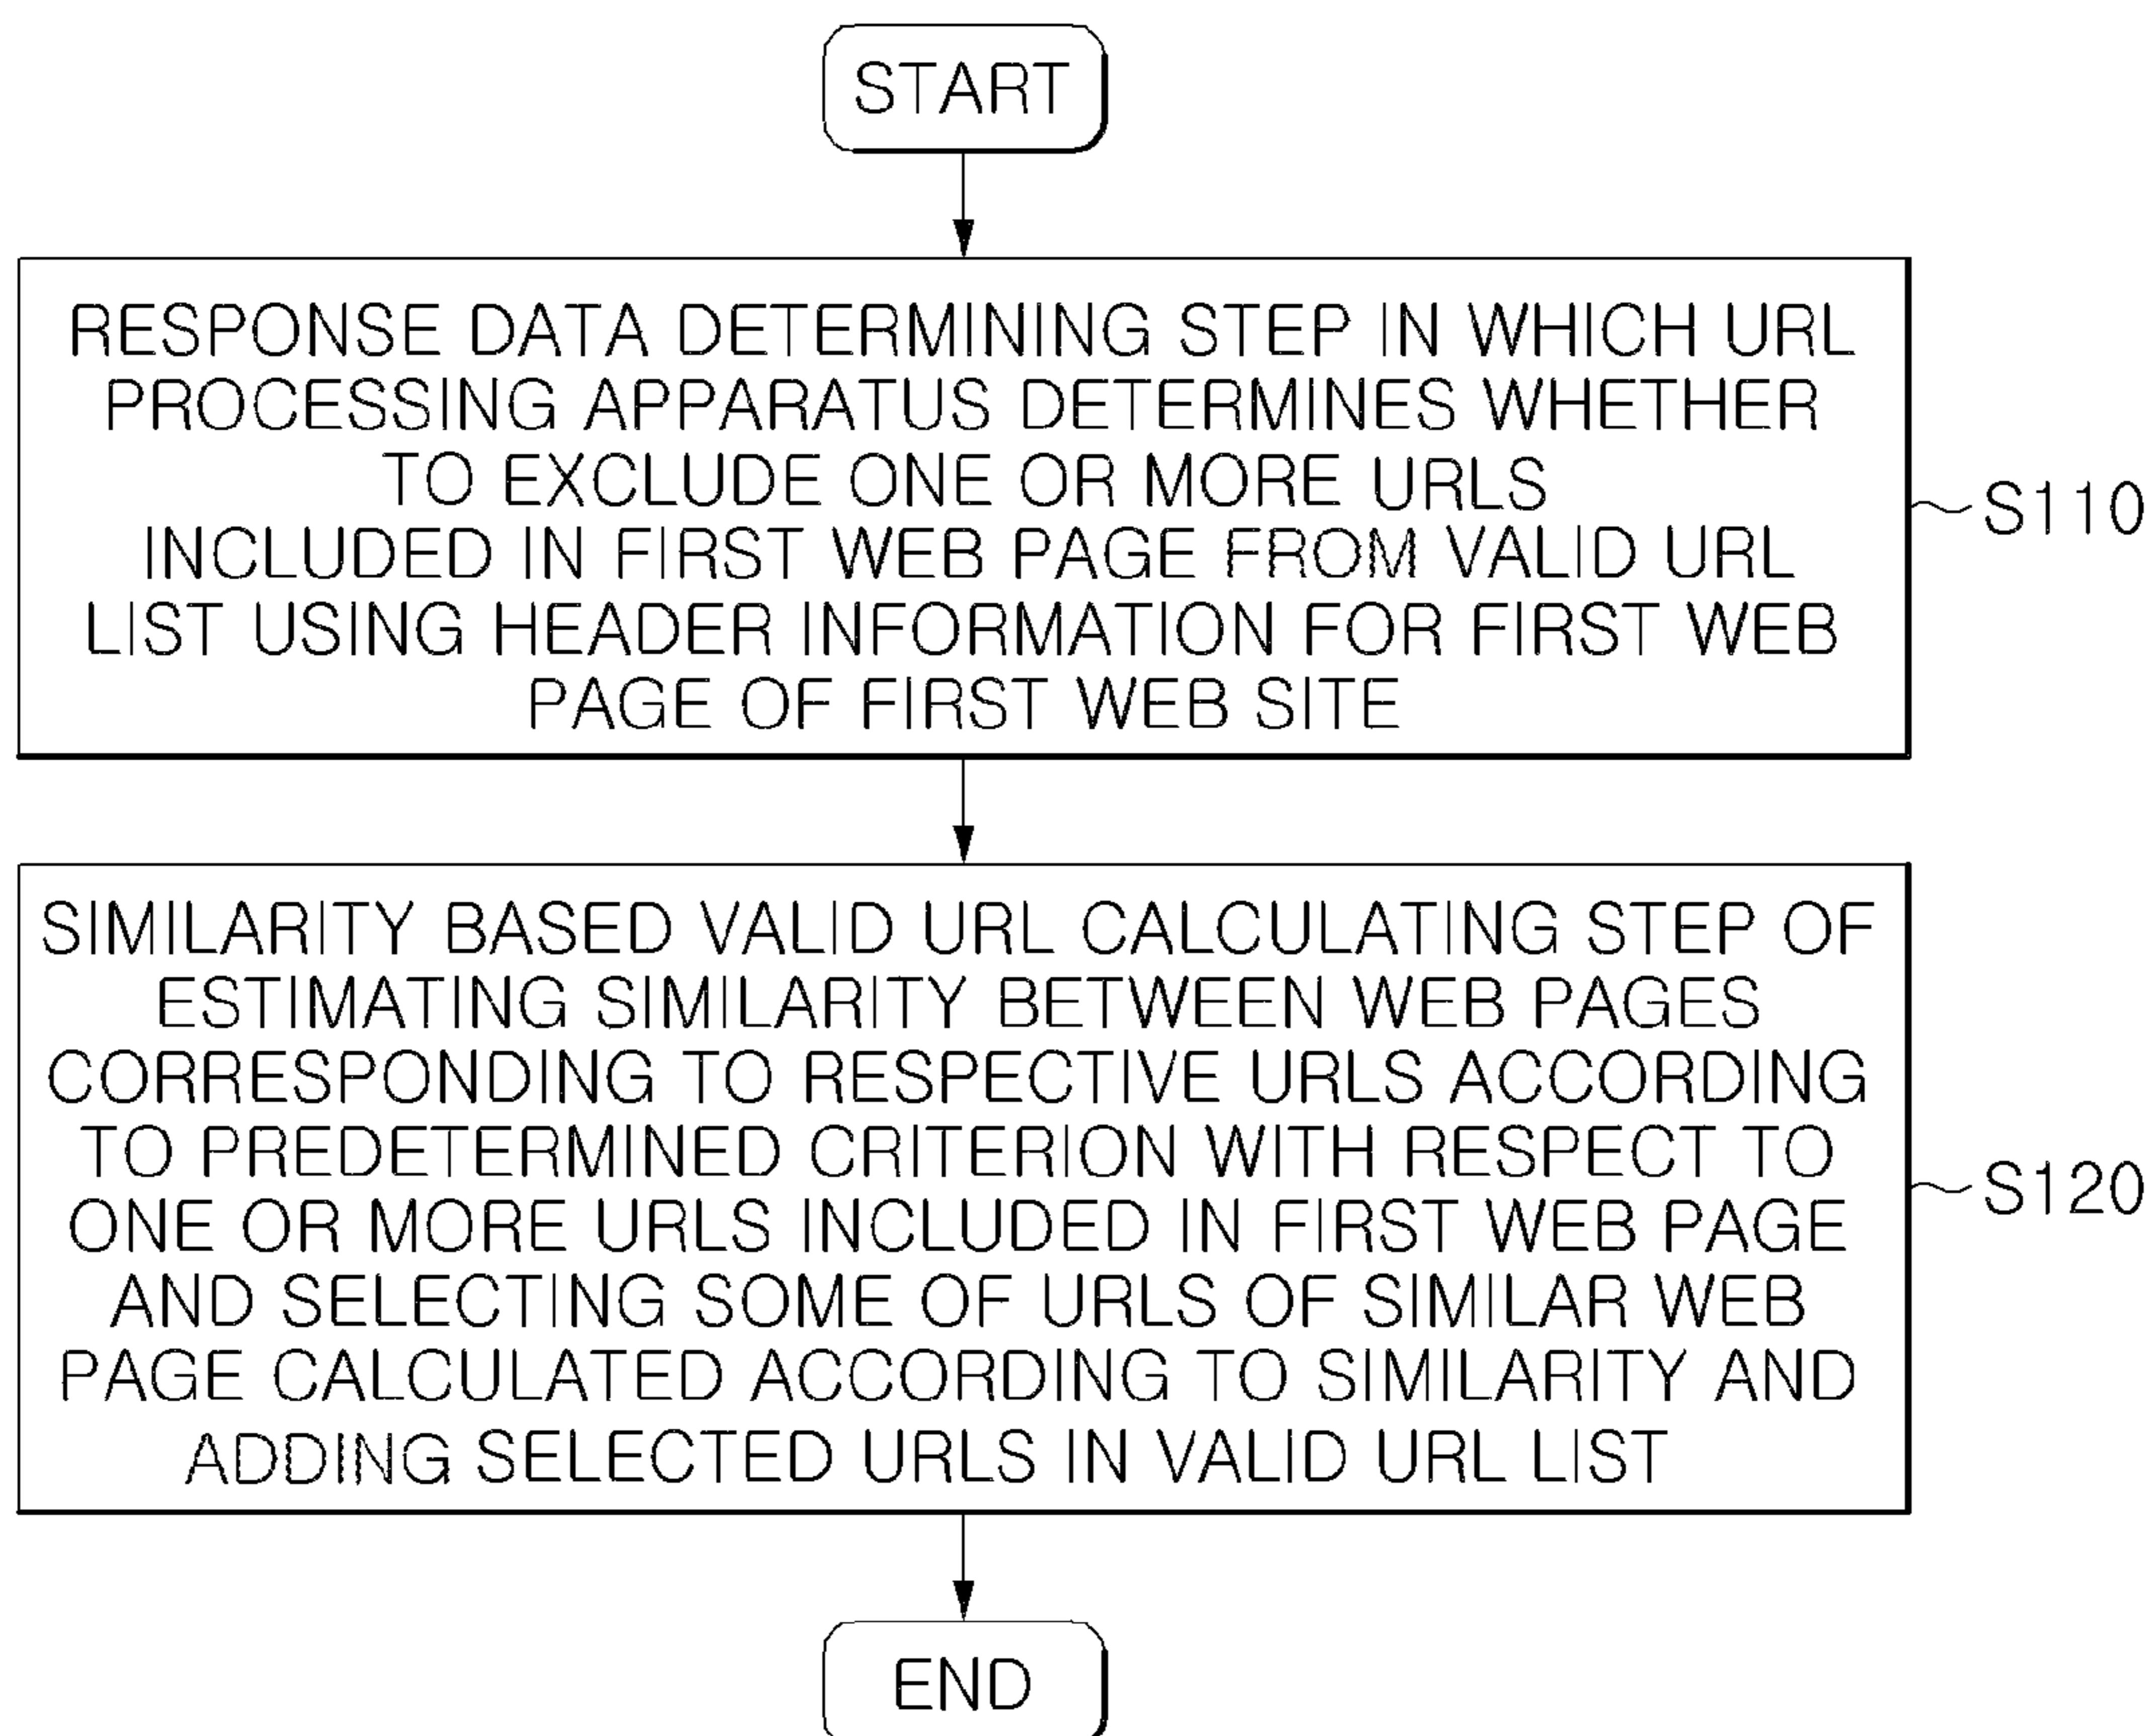 START
RESPONSE DATA DETERMINING STEP IN WHICH URL
PROCESSING APPARATUS DETERMINES WHETHER
TO EXCLUDE ONE OR MORE URLS
INCLUDED IN FIRST WEB PAGE FROM VALID URL
LIST USING HEADER INFORMATION FOR FIRST WEB
PAGE OF FIRST WEB SITE
S110
SIMILARITY BASED VALID URL CALCULATING STEP OF
ESTIMATING SIMILARITY BETWEEN WEB PAGES
CORRESPONDING TO RESPECTIVE URLS ACCORDING
TO PREDETERMINED CRITERION WITH RESPECT TO
ONE OR MORE URLS INCLUDED IN FIRST WEB PAGE
AND SELECTING SOME OF URLS OF SIMILAR WEB
PAGE CALCULATED ACCORDING TO SIMILARITY AND
ADDING SELECTED URLS IN VALID URL LIST
S120
END